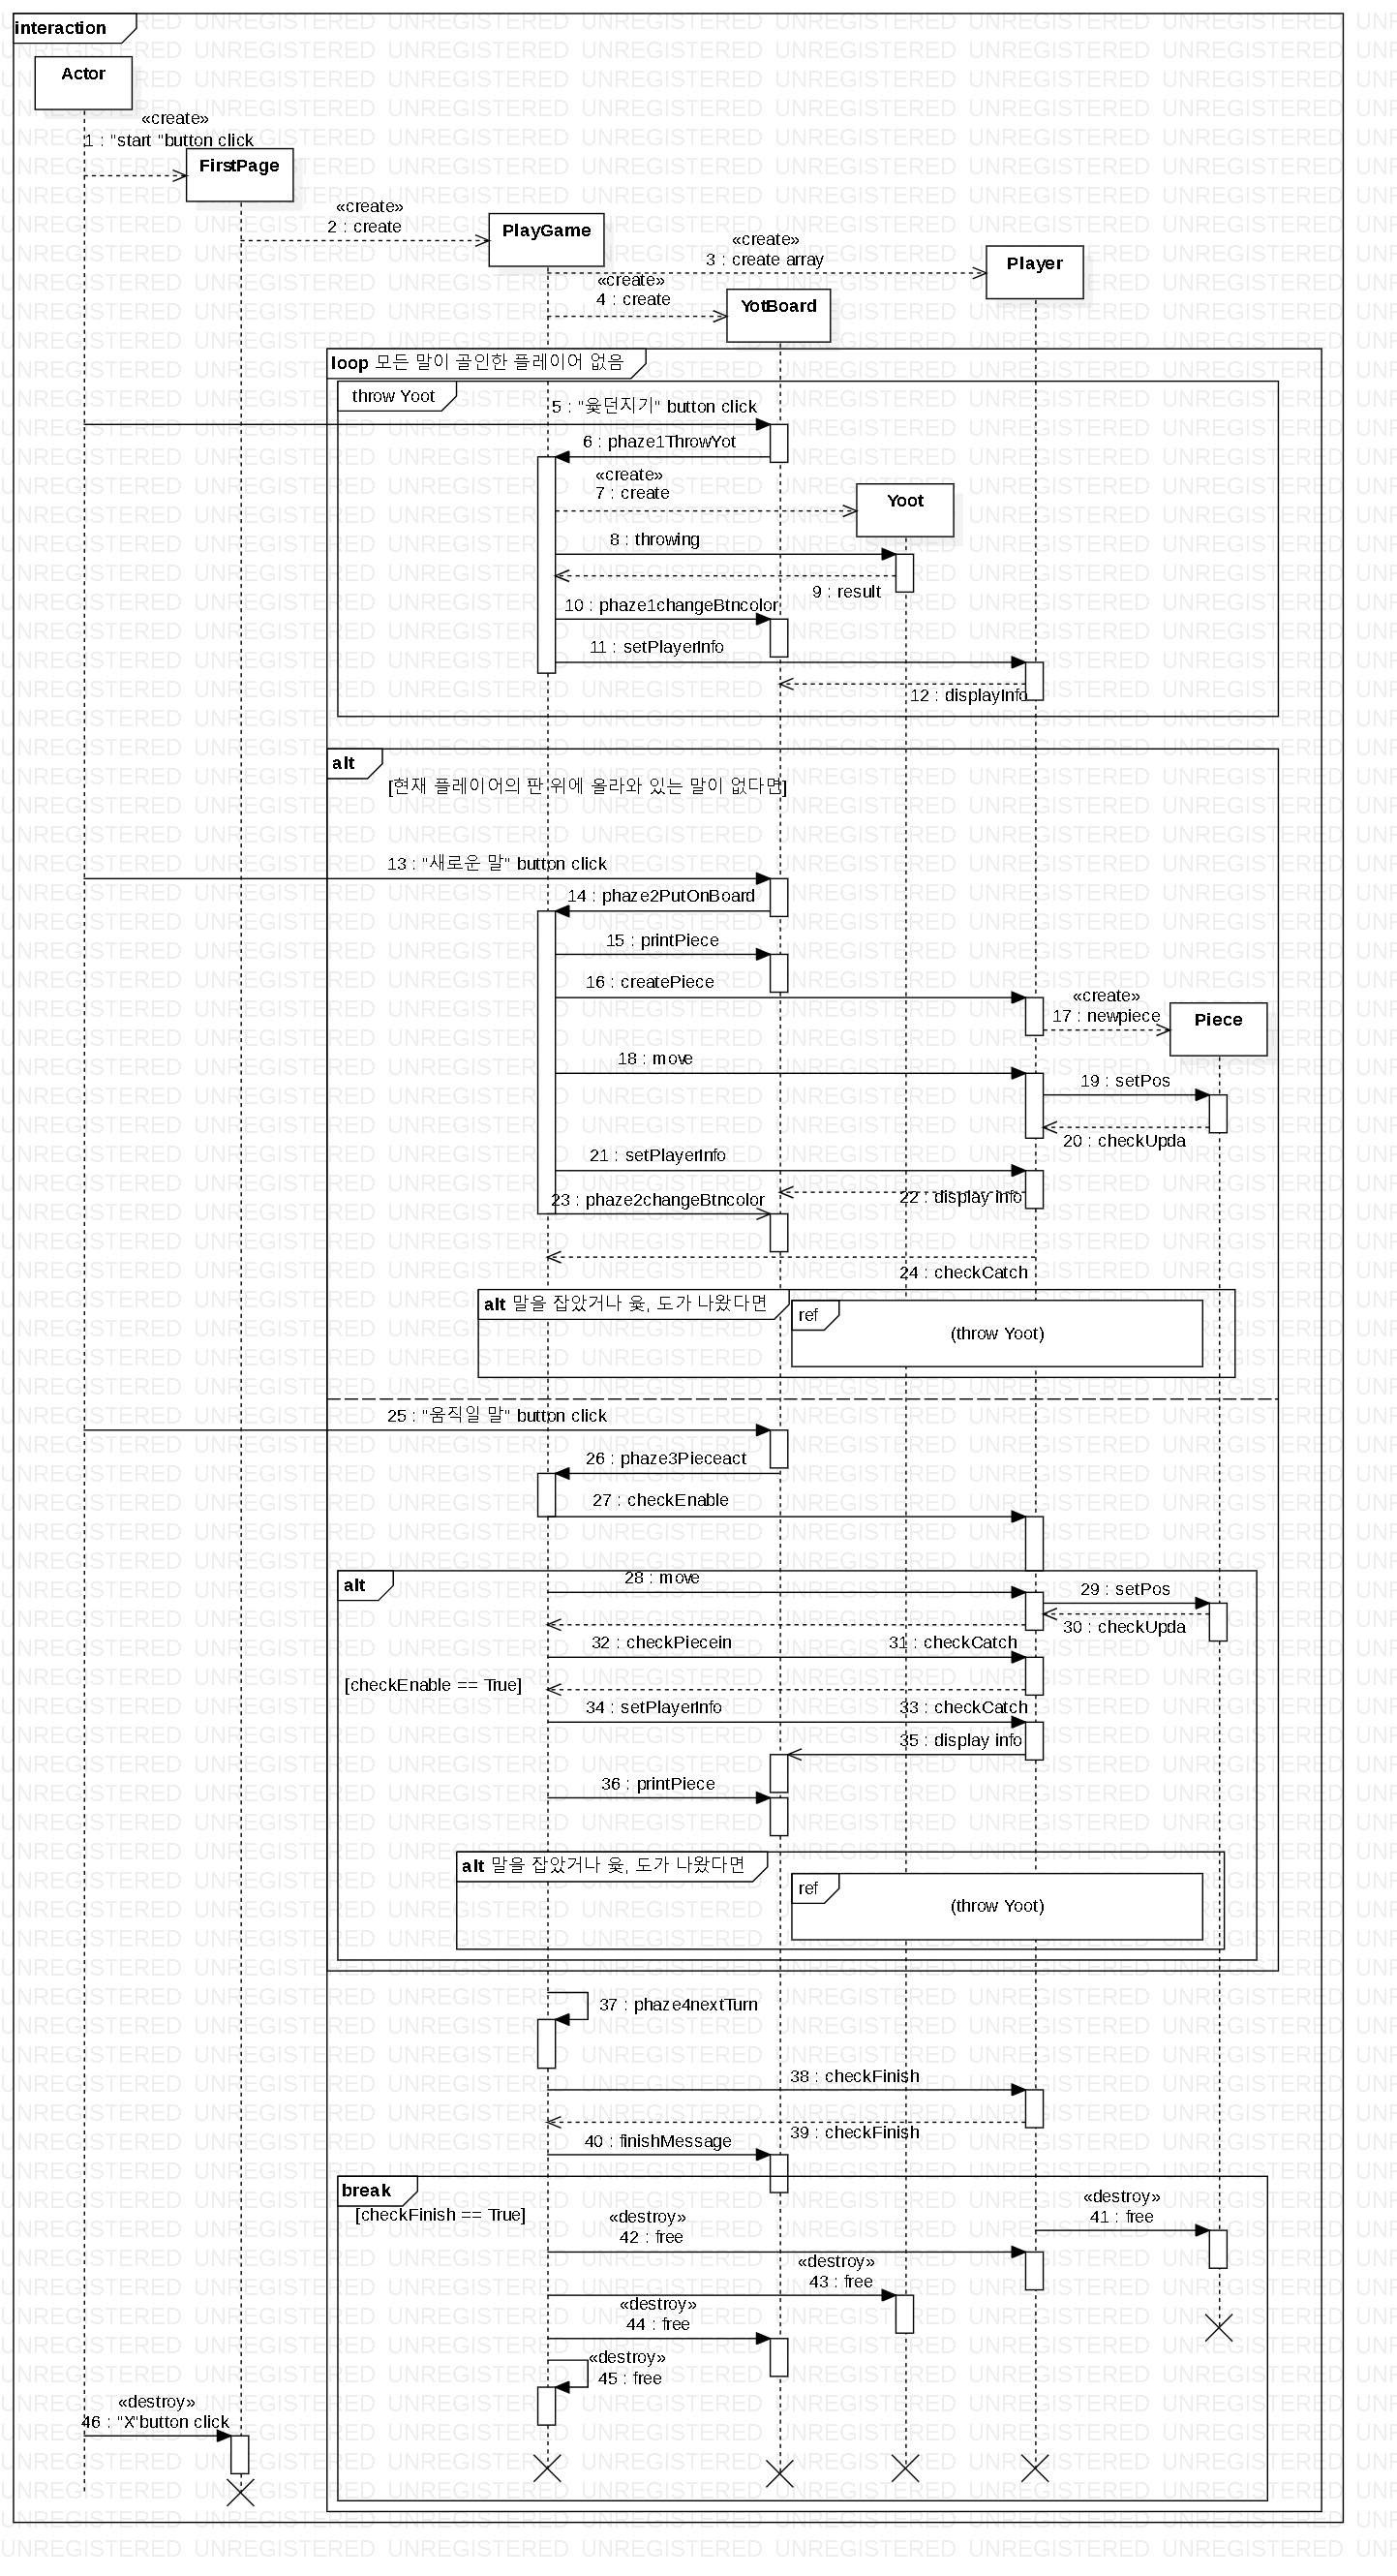 interaction
Actor
«create»
1 : "start "button click
FirstPage
«create»
2 : create
PlayGame
«create»
3 : create array
Player
«create»
4 : create
YotBoard
loop 모든 말이 골인한 플레이어 없음
throw Yoot
5 : "윷던지기" button click
6 : phaze1ThrowYot
«create»
7 : create
Yoot
8 : throwing
9 : result
10 : phaze1changeBtncolor
11 : setPlayerInfo
12 : displayInfo
alt
[현재 플레이어의 판 위에 올라와 있는 말이 없다면]
13 : "새로운 말" button click
14 : phaze2PutOnBoard
15 : printPiece
16 : createPiece
«create»
17 : newpiece
Piece
18 : move
19 : setPos
20 : checkUpda
21 : setPlayerInfo
22 : display info
23 : phaze2changeBtncolor
24 : checkCatch
alt 말을 잡았거나 윷, 도가 나왔다면
ref
(throw Yoot)
25 : "움직일 말" button click
26 : phaze3Pieceact
27 : checkEnable
alt
28 : move
29 : setPos
30 : checkUpda
32 : checkPiecein
31 : checkCatch
[checkEnable == True]
34 : setPlayerInfo
33 : checkCatch
35 : display info
36 : printPiece
alt 말을 잡았거나 윷, 도가 나왔다면
ref
(throw Yoot)
37 : phaze4nextTurn
38 : checkFinish
39 : checkFinish
40 : finishMessage
break
[checkFinish == True]
«destroy»
41 : free
«destroy»
42 : free
«destroy»
43 : free
«destroy»
44 : free
«destroy»
45 : free
«destroy»
46 : "X"button click